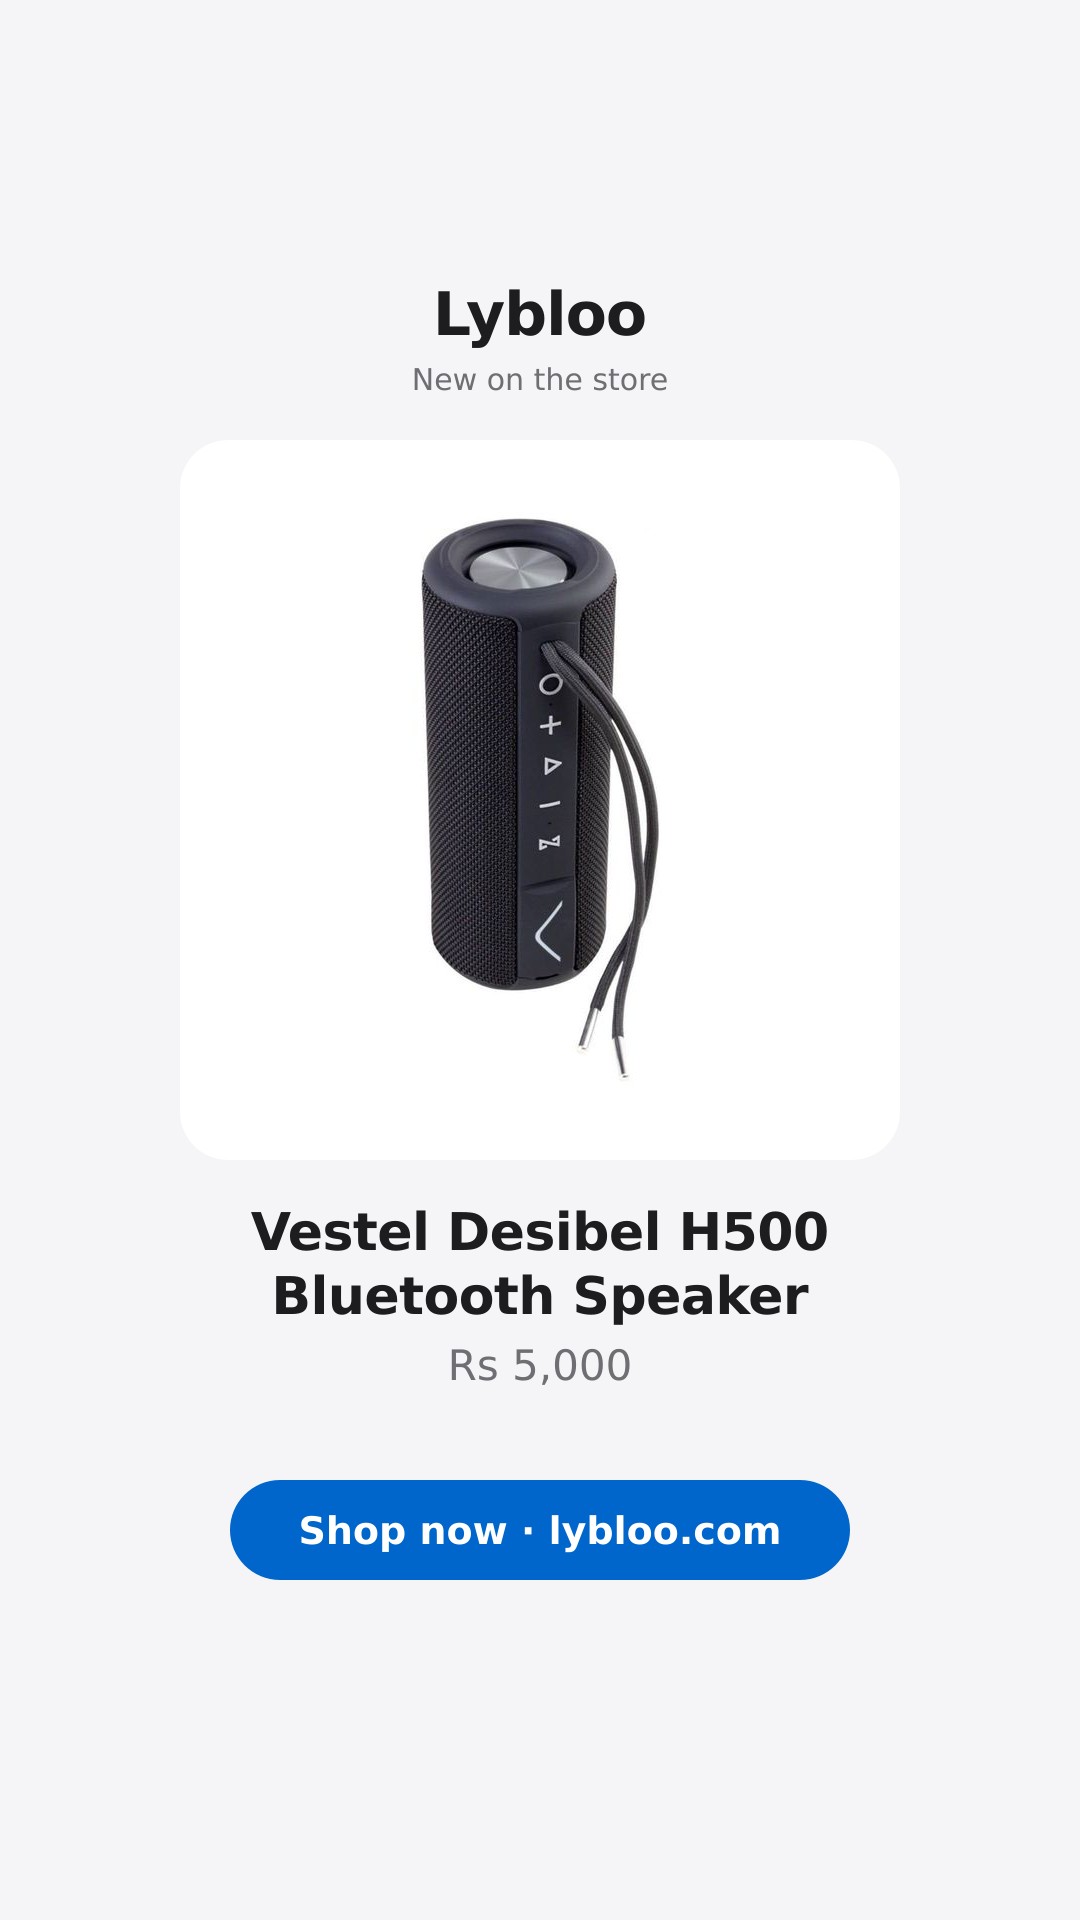 Lybloo
New on the store
Vestel Desibel H500
Bluetooth Speaker
Rs 5,000
Shop now · lybloo.com